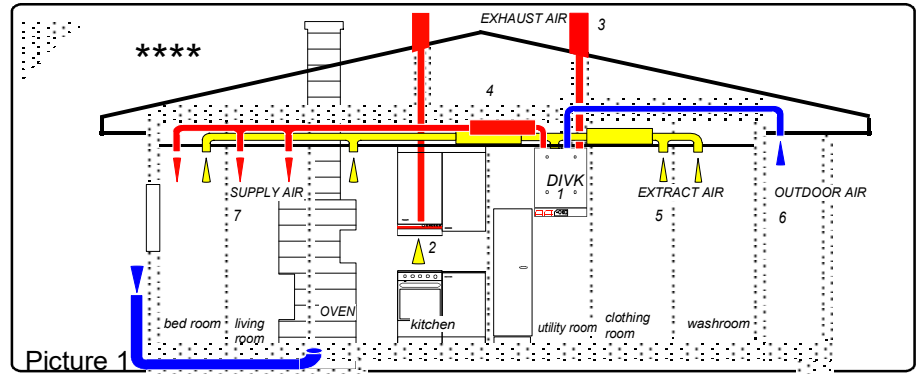 EXHAUST AIR 3
****
4
SUPPLY AIR
7
DIVK
1
EXTRACT AIR
5
OUTDOOR AIR
6
2
OVEN
bed room
living
room
kitchen
utility room
clothing
room
washroom
Picture 1